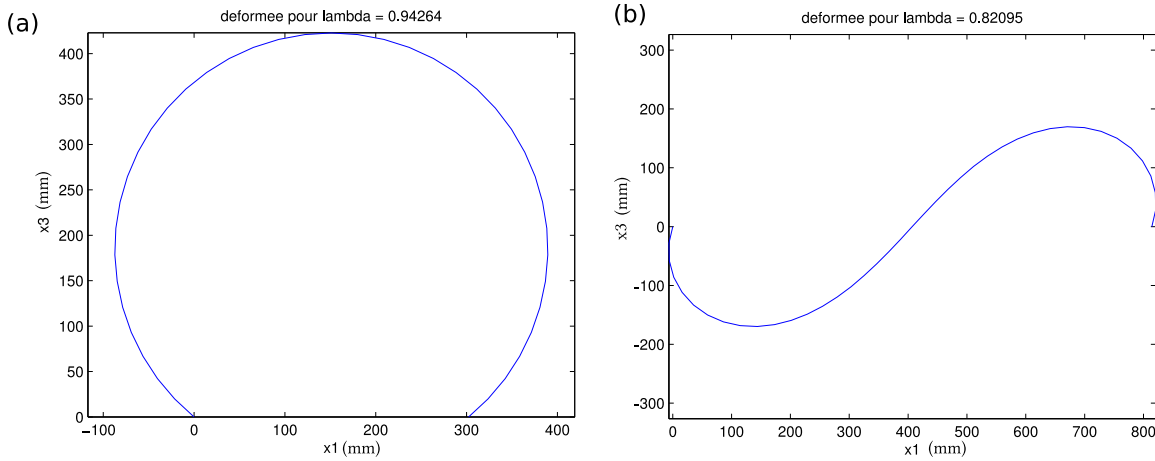 (a)
deformee pour lambda = 0.94264
400
350
300
250
200
150
100
50
0
x3 (mm)
−100 0 100 200 300 400
x1 (mm)
(b)
deformee pour lambda = 0.82095
300
200
100
0
-100
-200
-300
x3 (mm)
0 100 200 300 400 500 600 700 800
x1 (mm)